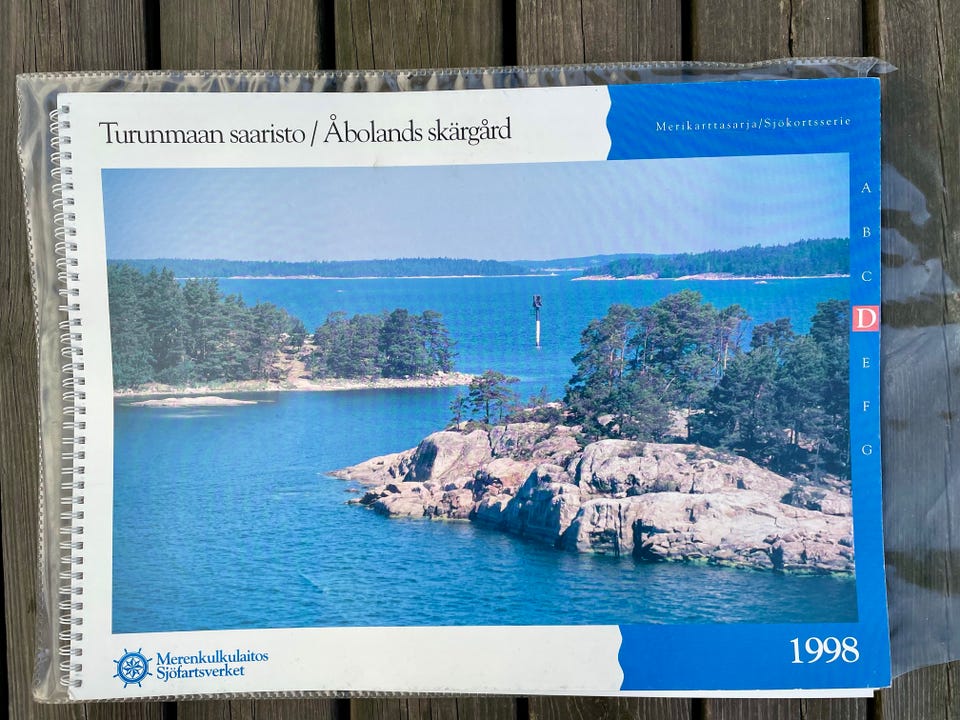 Turunmaan saaristo / Åbolands skärgård
Merikarttasarja/Sjökortsserie
A
B
C
D
E
F
G
Merenkulkulaitos
Sjöfartsverket
1998